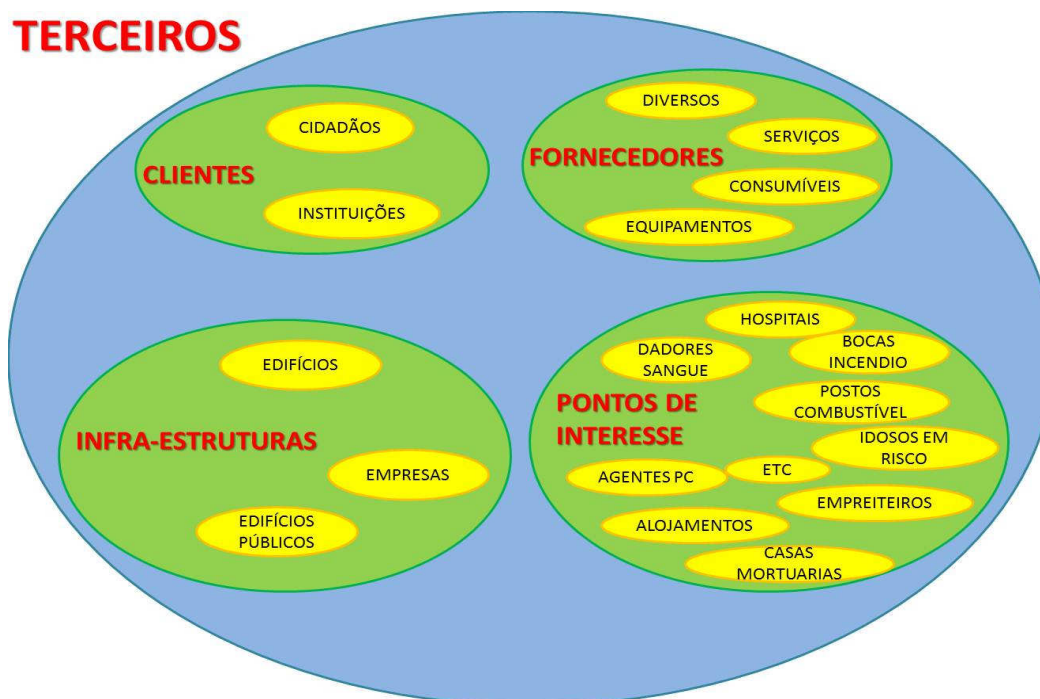 TERCEIROS
CLIENTES
CIDADÃOS
INSTITUIÇÕES
FORNECEDORES
DIVERSOS
SERVIÇOS
CONSUMÍVEIS
EQUIPAMENTOS
INFRA-ESTRUTURAS
EDIFÍCIOS
EMPRESAS
EDIFÍCIOS
PÚBLICOS
PONTOS DE
INTERESSE
HOSPITAIS
DADORES
SANGUE
BOCAS
INCENDIO
POSTOS
COMBUSTÍVEL
IDOSOS EM
RISCO
AGENTES PC
ETC
EMPREITEIROS
ALOJAMENTOS
CASAS
MORTUARIAS